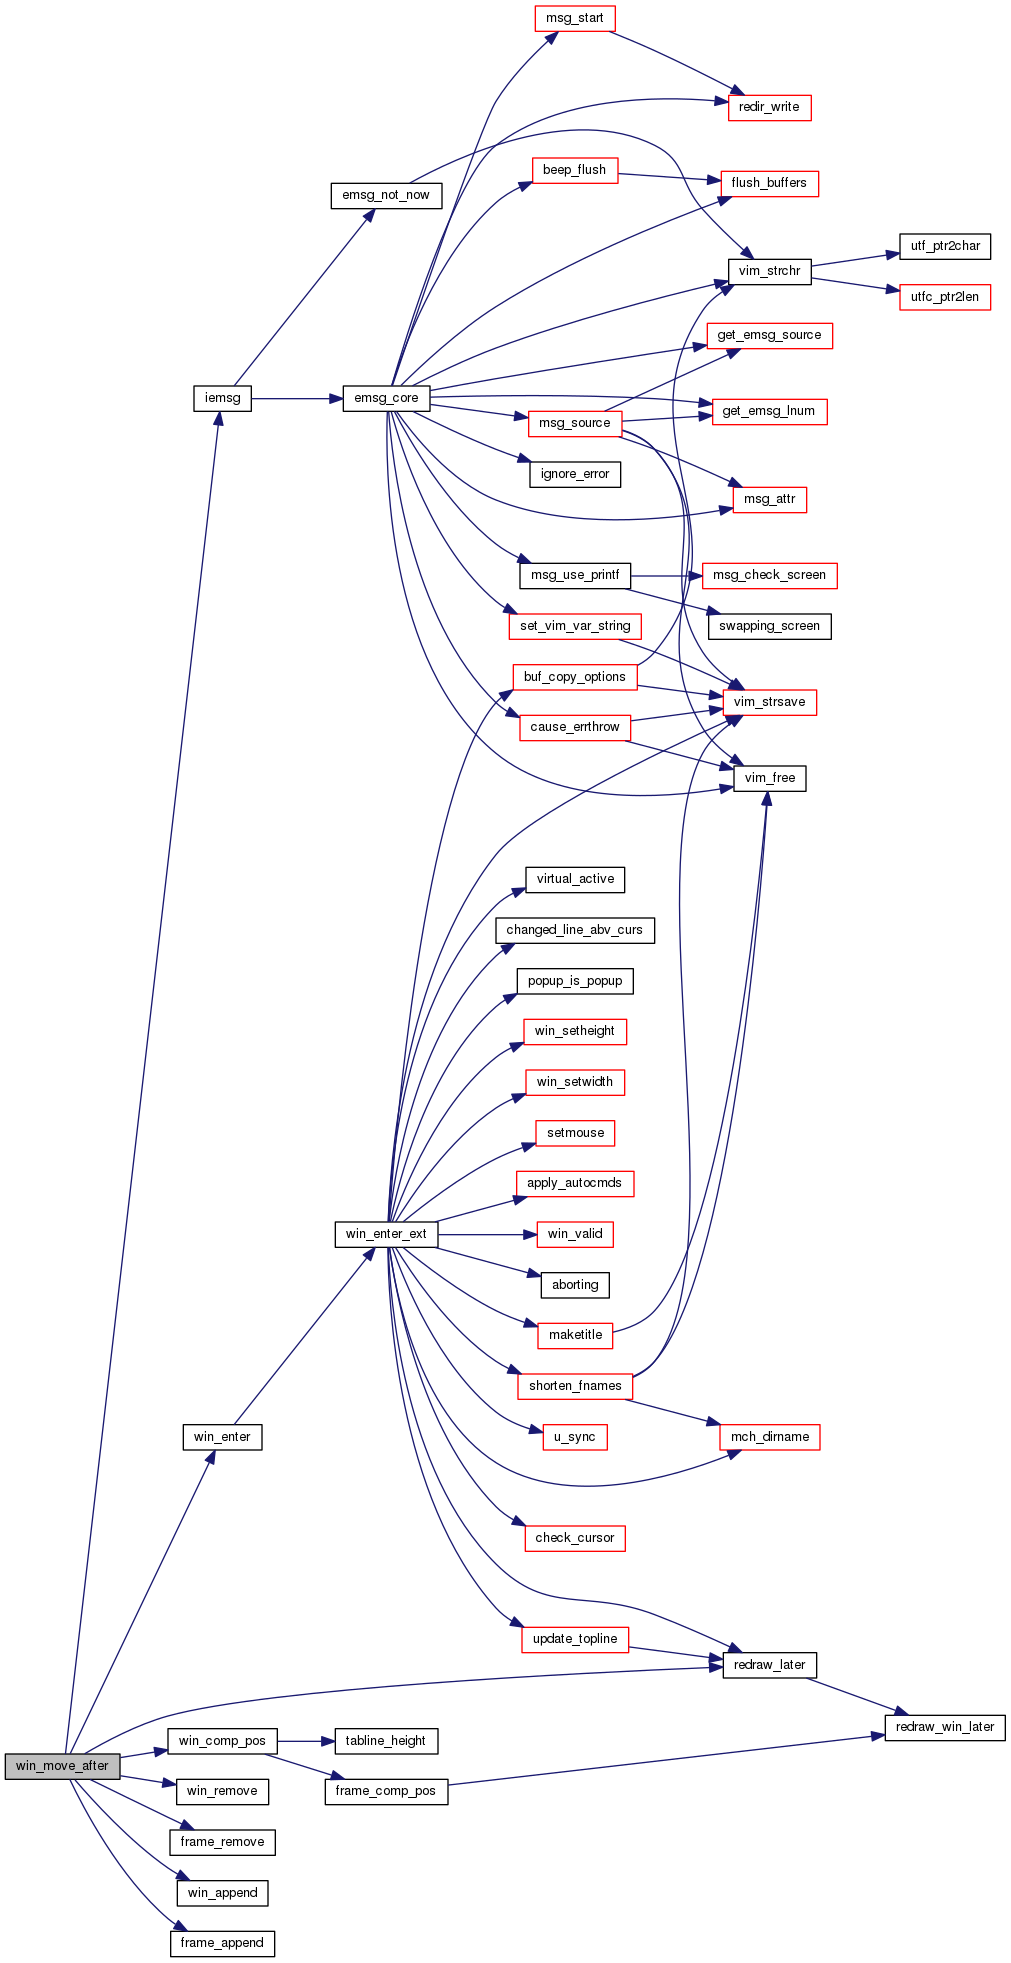 msg_start
redir_write
beep_flush
flush_buffers
emsg_not_now
utf_ptr2char
vim_strchr
utfc_ptr2len
get_emsg_source
iemsg
emsg_core
get_emsg_lnum
msg_source
ignore_error
msg_attr
msg_use_printf
msg_check_screen
set_vim_var_string
swapping_screen
buf_copy_options
vim_strsave
cause_errthrow
vim_free
virtual_active
changed_line_abv_curs
popup_is_popup
win_setheight
win_setwidth
setmouse
apply_autocmds
win_enter_ext
win_valid
aborting
maketitle
shorten_fnames
win_enter
u_sync
mch_dirname
check_cursor
update_topline
redraw_later
redraw_win_later
win_comp_pos
tabline_height
win_move_after
win_remove
frame_comp_pos
frame_remove
win_append
frame_append